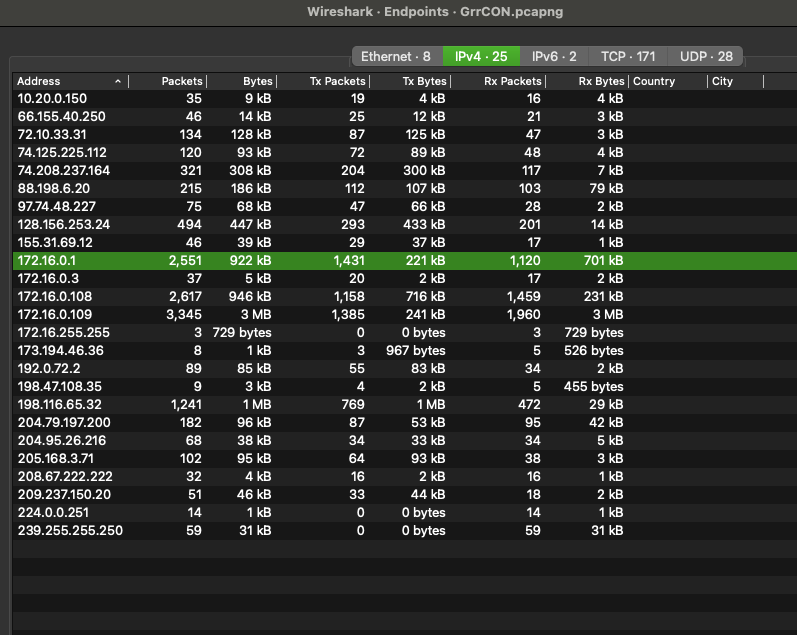 Wireshark · Endpoints · GrrCON.pcapng
Ethernet · 8 IPv4 · 25 IPv6 · 2 TCP · 171 UDP · 28
Address Packets Bytes Tx Packets Tx Bytes Rx Packets Rx Bytes Country City
10.20.0.150 35 9 kB 19 4 kB 16 4 kB
66.155.40.250 46 14 kB 25 12 kB 21 3 kB
72.10.33.31 134 128 kB 87 125 kB 47 3 kB
74.125.225.112 120 93 kB 72 89 kB 48 4 kB
74.208.237.164 321 308 kB 204 300 kB 117 7 kB
88.198.6.20 215 186 kB 112 107 kB 103 79 kB
97.74.48.227 75 68 kB 47 66 kB 28 2 kB
128.156.253.24 494 447 kB 293 433 kB 201 14 kB
155.31.69.12 46 39 kB 29 37 kB 17 1 kB
172.16.0.1 2,551 922 kB 1,431 221 kB 1,120 701 kB
172.16.0.3 37 5 kB 20 2 kB 17 2 kB
172.16.0.108 2,617 946 kB 1,158 716 kB 1,459 231 kB
172.16.0.109 3,345 3 MB 1,385 241 kB 1,960 3 MB
172.16.255.255 3 729 bytes 0 0 bytes 3 729 bytes
173.194.46.36 8 1 kB 3 967 bytes 5 526 bytes
192.0.72.2 89 85 kB 55 83 kB 34 2 kB
198.47.108.35 9 3 kB 4 2 kB 5 455 bytes
198.116.65.32 1,241 1 MB 769 1 MB 472 29 kB
204.79.197.200 182 96 kB 87 53 kB 95 42 kB
204.95.26.216 68 38 kB 34 33 kB 34 5 kB
205.168.3.71 102 95 kB 64 93 kB 38 3 kB
208.67.222.222 32 4 kB 16 2 kB 16 1 kB
209.237.150.20 51 46 kB 33 44 kB 18 2 kB
224.0.0.251 14 1 kB 0 0 bytes 14 1 kB
239.255.255.250 59 31 kB 0 0 bytes 59 31 kB